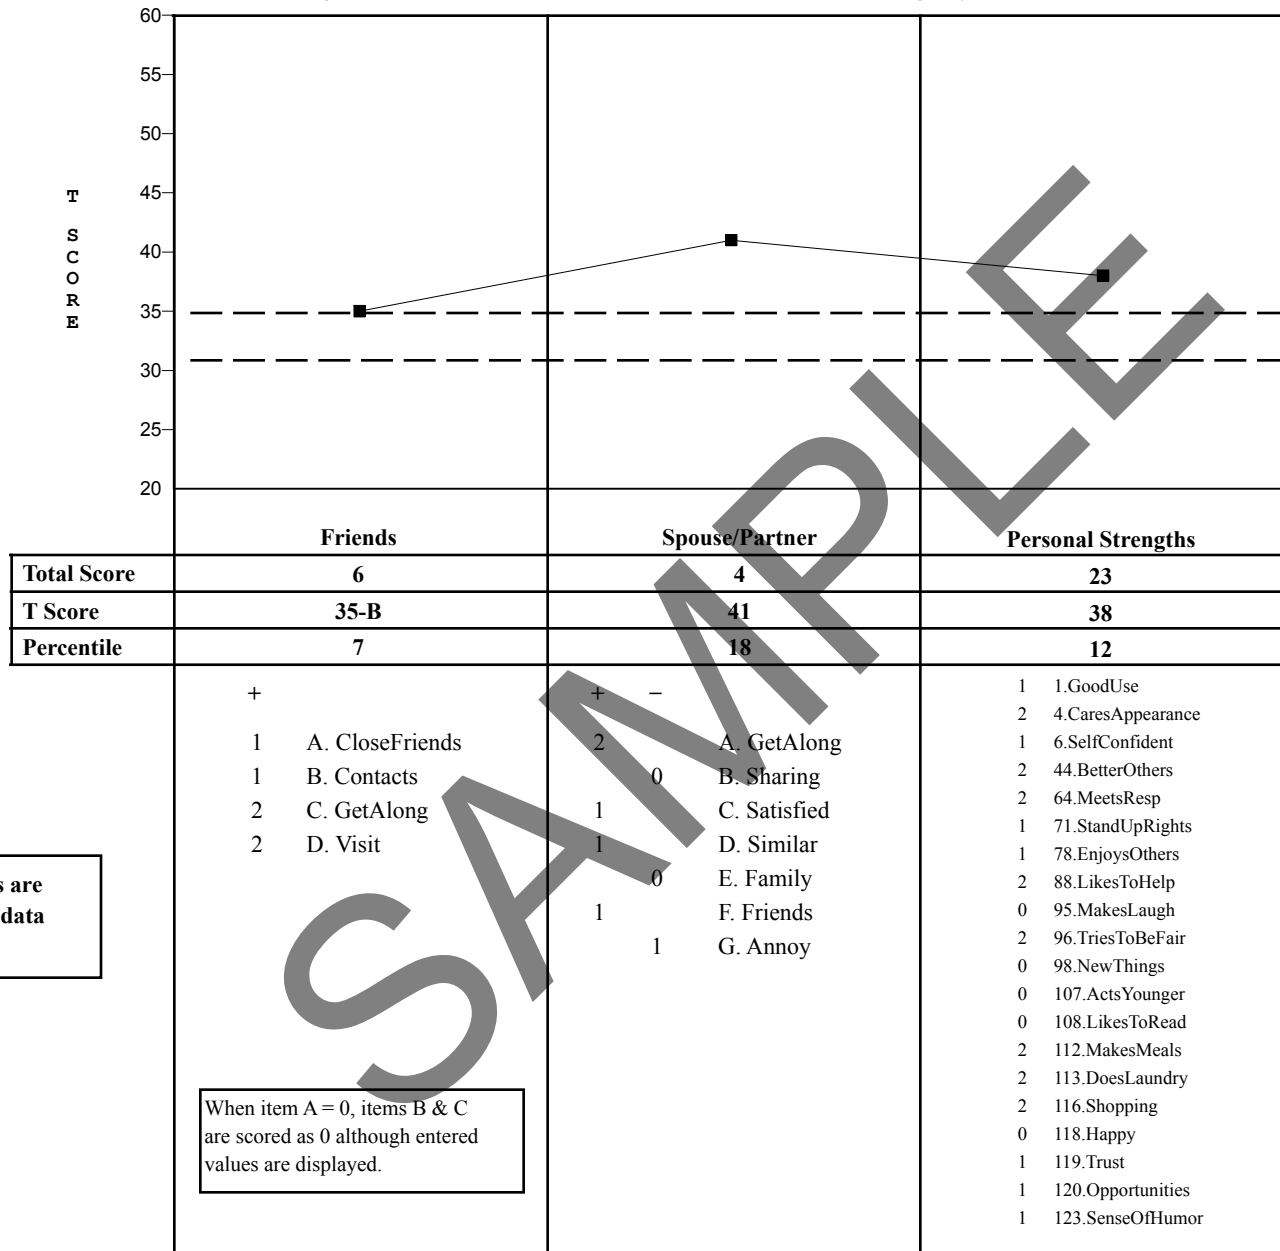 60
55
50
45
40
35
30
25
20
T SCORE
Friends Spouse/Partner Personal Strengths
Total Score 6 4 23
T Score 35-B 41 38
Percentile 7 18 12
+
1 A. CloseFriends
1 B. Contacts
2 C. GetAlong
2 D. Visit
When item A = 0, items B & C
are scored as 0 although entered
values are displayed.
+ −
2 A. GetAlong
0 B. Sharing
1 C. Satisfied
1 D. Similar
0 E. Family
1 F. Friends
1 G. Annoy
1 1.GoodUse
2 4.CaresAppearance
1 6.SelfConfident
2 44.BetterOthers
2 64.MeetsResp
1 71.StandUpRights
1 78.EnjoysOthers
2 88.LikesToHelp
0 95.MakesLaugh
2 96.TriesToBeFair
0 98.NewThings
0 107.ActsYounger
0 108.LikesToRead
2 112.MakesMeals
2 113.DoesLaundry
2 116.Shopping
0 118.Happy
1 119.Trust
1 120.Opportunities
1 123.SenseOfHumor
are
data
SAMPLE